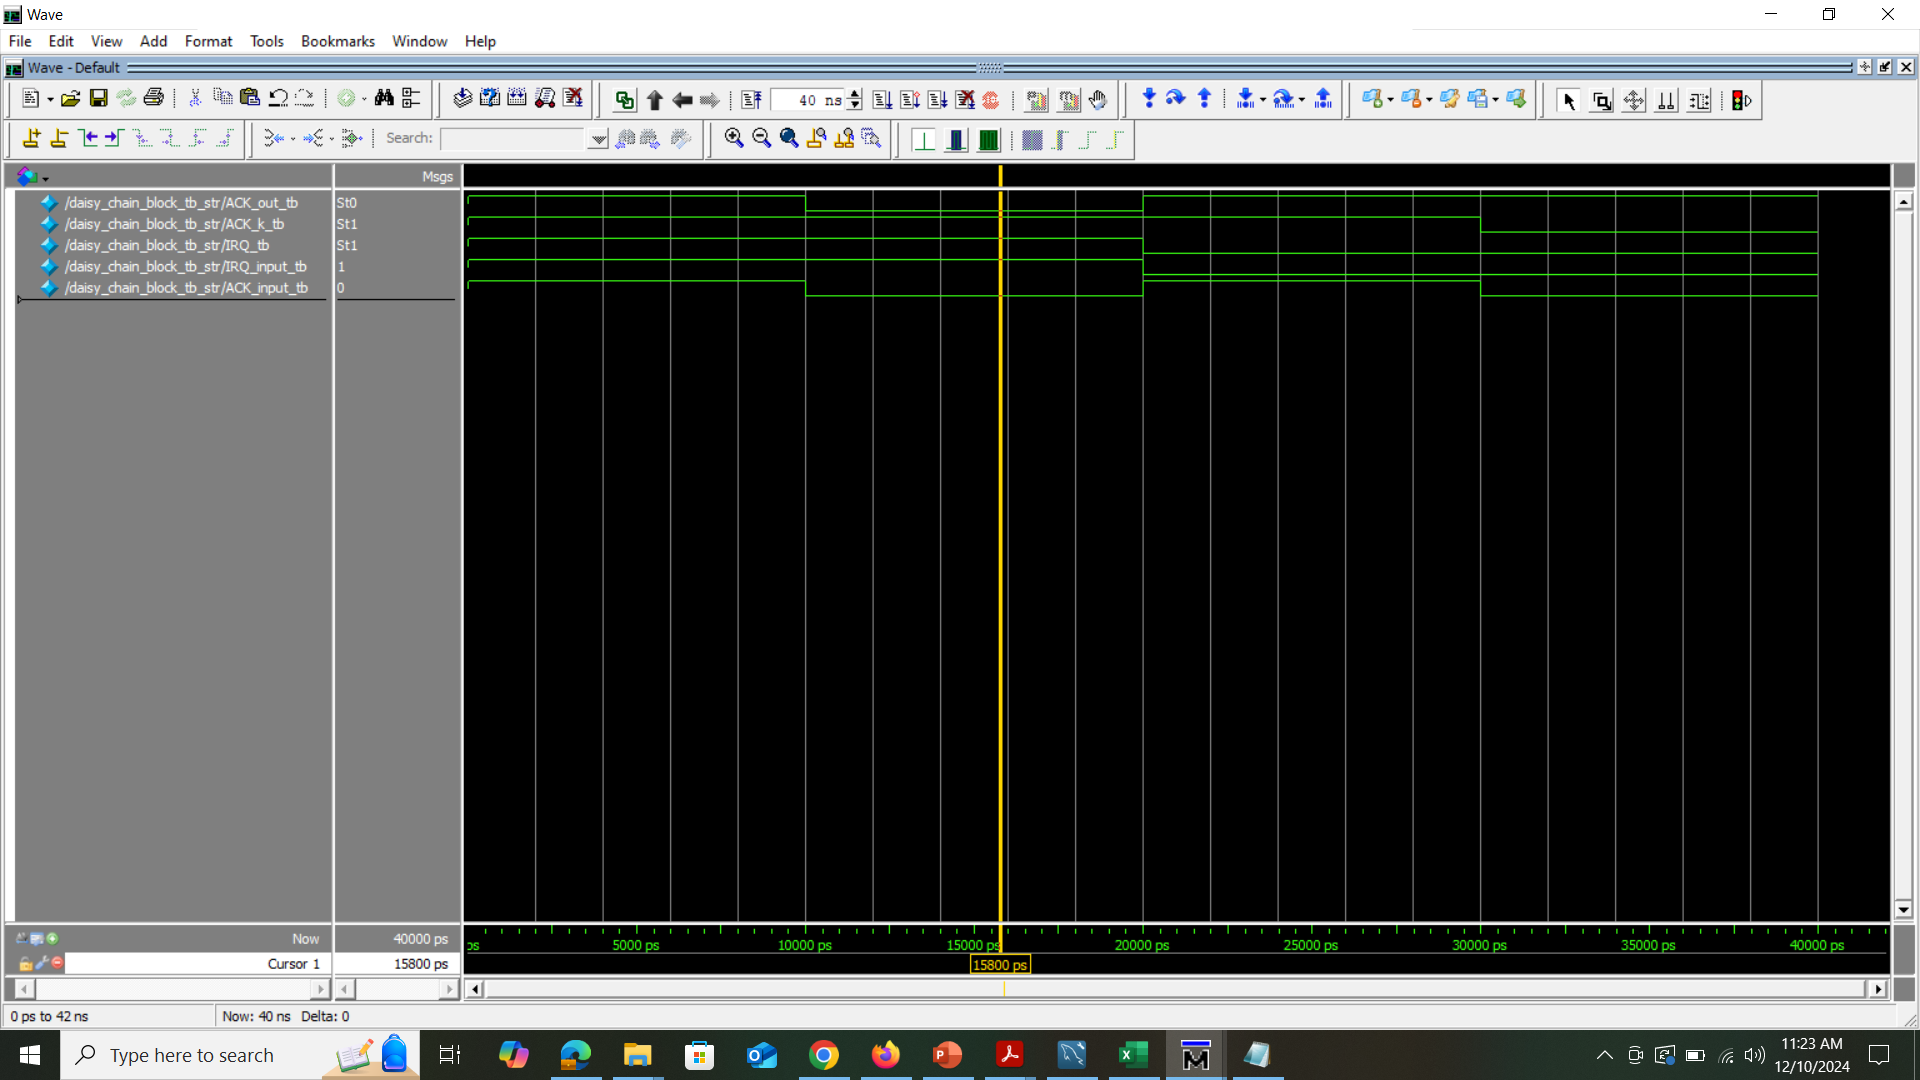 Wave
File Edit View Add Format Tools Bookmarks Window Help
Wave - Default
40 ns
Search:
Msgs
/daisy_chain_block_tb_str/ACK_out_tb St0
/daisy_chain_block_tb_str/ACK_k_tb St1
/daisy_chain_block_tb_str/IRQ_tb St1
/daisy_chain_block_tb_str/IRQ_input_tb 1
/daisy_chain_block_tb_str/ACK_input_tb 0
Now 40000 ps
ps 5000 ps 10000 ps 15000 ps 20000 ps 25000 ps 30000 ps 35000 ps 40000 ps
Cursor 1 15800 ps
15800 ps
0 ps to 42 ns Now: 40 ns Delta: 0
Type here to search
11:23 AM
12/10/2024